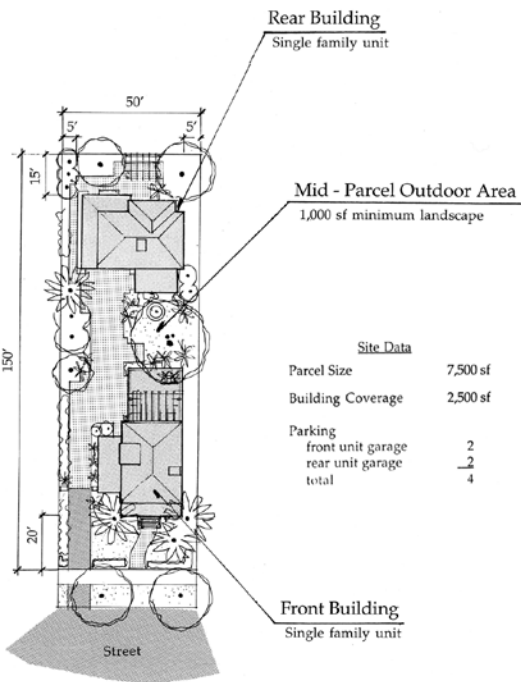 Rear Building
Single family unit
50'
5'
5'
15'
Mid - Parcel Outdoor Area
1,000 sf minimum landscape
150'
Site Data
Parcel Size 7,500 sf
Building Coverage 2,500 sf
Parking
front unit garage 2
rear unit garage 2
total 4
20'
Front Building
Single family unit
Street